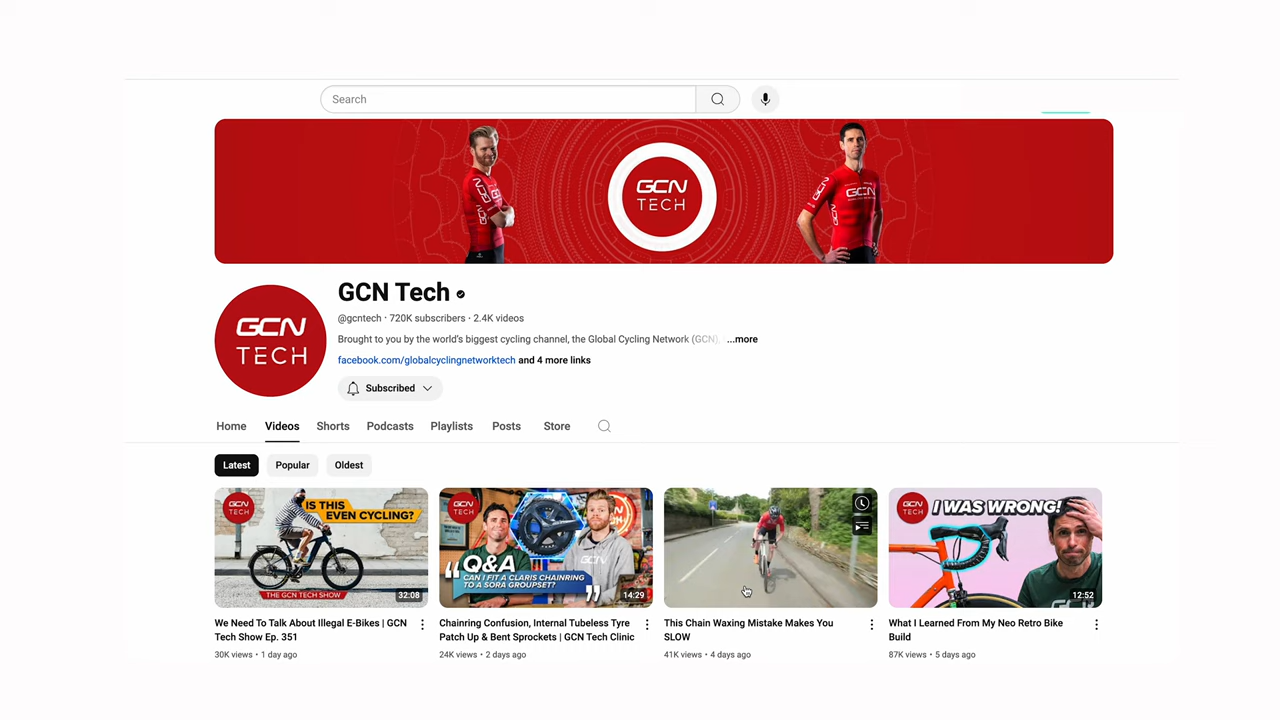 Search
GCN
TECH
GCN
GCN
GCN
TECH
GCN Tech
@gcntech · 720K subscribers · 2.4K videos
Brought to you by the world's biggest cycling channel, the Global Cycling Network (GCN), ...more
facebook.com/globalcyclingnetworktech and 4 more links
Subscribed
Home Videos Shorts Podcasts Playlists Posts Store
Latest Popular Oldest
GCN
TECH
IS THIS
EVEN CYCLING?
THE GCN TECH SHOW
32:08
GCN
TECH
Q&A
CAN I FIT A CLARIS CHAINRING
TO A SORA GROUPSET?
GCN
14:29
GCN
TECH
I WAS WRONG!
12:52
We Need To Talk About Illegal E-Bikes | GCN
Tech Show Ep. 351
30K views • 1 day ago
Chainring Confusion, Internal Tubeless Tyre
Patch Up & Bent Sprockets | GCN Tech Clinic
24K views • 2 days ago
This Chain Waxing Mistake Makes You
SLOW
41K views • 4 days ago
What I Learned From My Neo Retro Bike
Build
87K views • 5 days ago